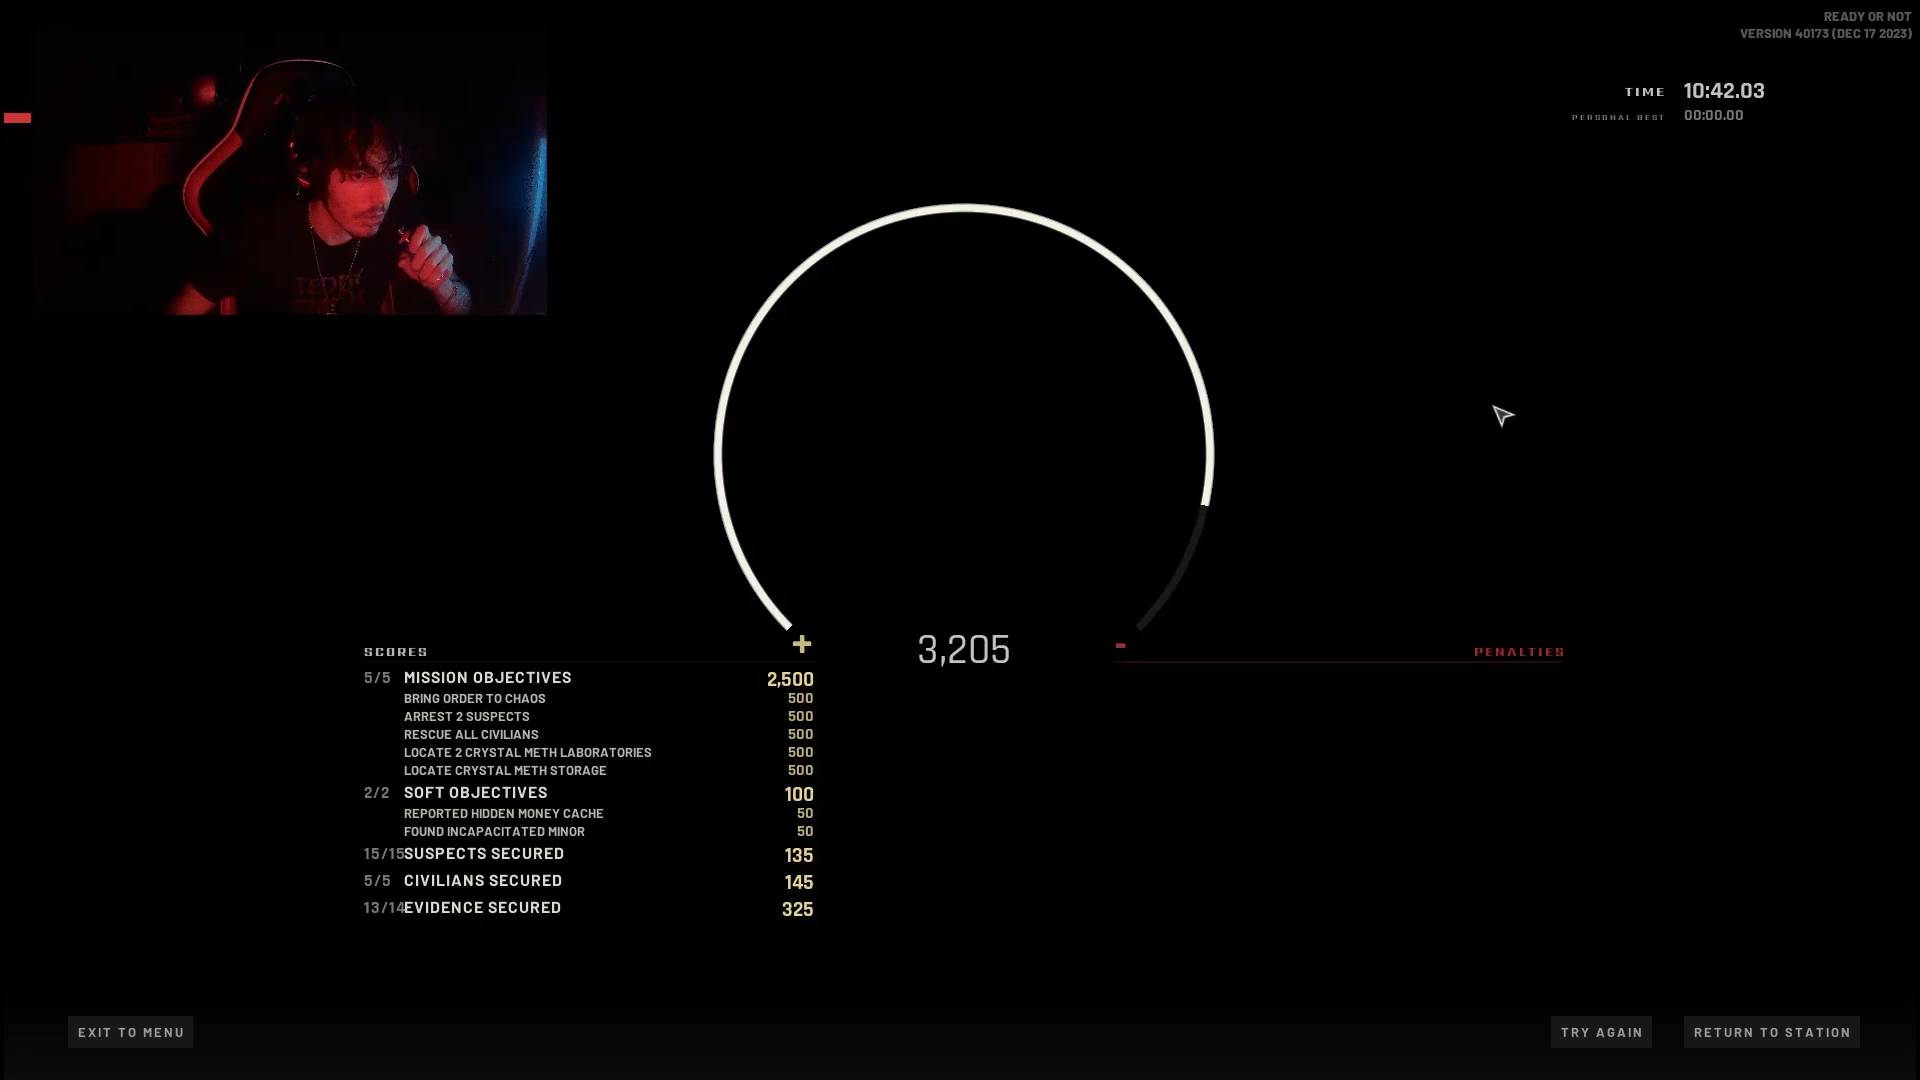 READY OR NOT
VERSION 40173 (DEC 17 2023)
TIME 10:42.03
PERSONAL BEST 00:00.00
TEDDY
3,205
SCORES +
- PENALTIES
5/5 MISSION OBJECTIVES 2,500
BRING ORDER TO CHAOS 500
ARREST 2 SUSPECTS 500
RESCUE ALL CIVILIANS 500
LOCATE 2 CRYSTAL METH LABORATORIES 500
LOCATE CRYSTAL METH STORAGE 500
2/2 SOFT OBJECTIVES 100
REPORTED HIDDEN MONEY CACHE 50
FOUND INCAPACITATED MINOR 50
15/15 SUSPECTS SECURED 135
5/5 CIVILIANS SECURED 145
13/14 EVIDENCE SECURED 325
EXIT TO MENU
TRY AGAIN
RETURN TO STATION